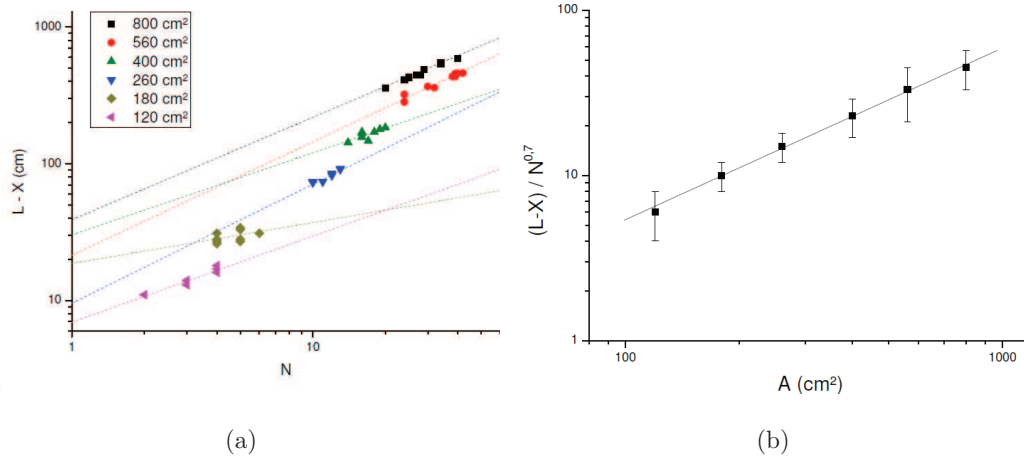 1000
100
10
1
10
L - X (cm)
N
800 cm²
560 cm²
400 cm²
260 cm²
180 cm²
120 cm²
(a)
100
10
1
100
1000
(L-X) / N^0,7
A (cm²)
(b)